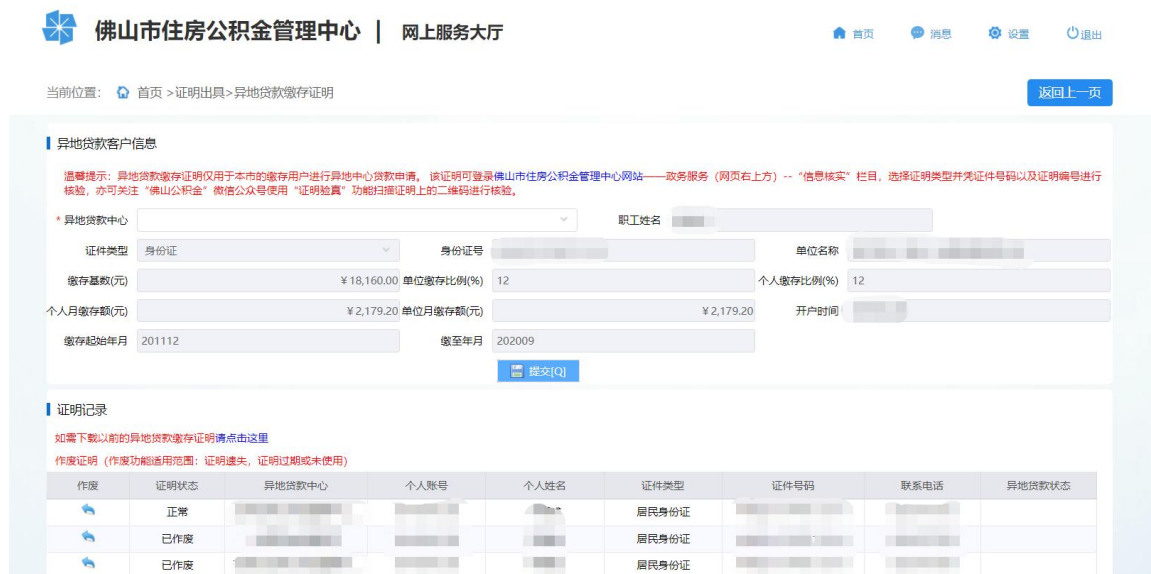 佛山市住房公积金管理中心 | 网上服务大厅
首页 消息 设置 退出
当前位置： 首页 >证明出具>异地贷款缴存证明
返回上一页
异地贷款客户信息
温馨提示：异地贷款缴存证明仅用于本市的缴存用户进行异地中心贷款申请。 该证明可登录佛山市住房公积金管理中心网站——政务服务（网页右上方）--“信息核实”栏目，选择证明类型并凭证件号码以及证明编号进行
核验，亦可关注“佛山公积金”微信公众号使用“证明验真”功能扫描证明上的二维码进行核验。
* 异地贷款中心 职工姓名
证件类型 身份证 身份证号 单位名称
缴存基数(元) ¥18,160.00 单位缴存比例(%) 12 个人缴存比例(%) 12
个人月缴存额(元) ¥2,179.20 单位月缴存额(元) ¥2,179.20 开户时间
缴存起始年月 201112 缴至年月 202009
提交[Q]
证明记录
如需下载以前的异地贷款缴存证明请点击这里
作废证明（作废功能适用范围：证明遗失，证明过期或未使用）
作废 证明状态 异地贷款中心 个人账号 个人姓名 证件类型 证件号码 联系电话 异地贷款状态
正常 居民身份证
已作废 居民身份证
已作废 居民身份证